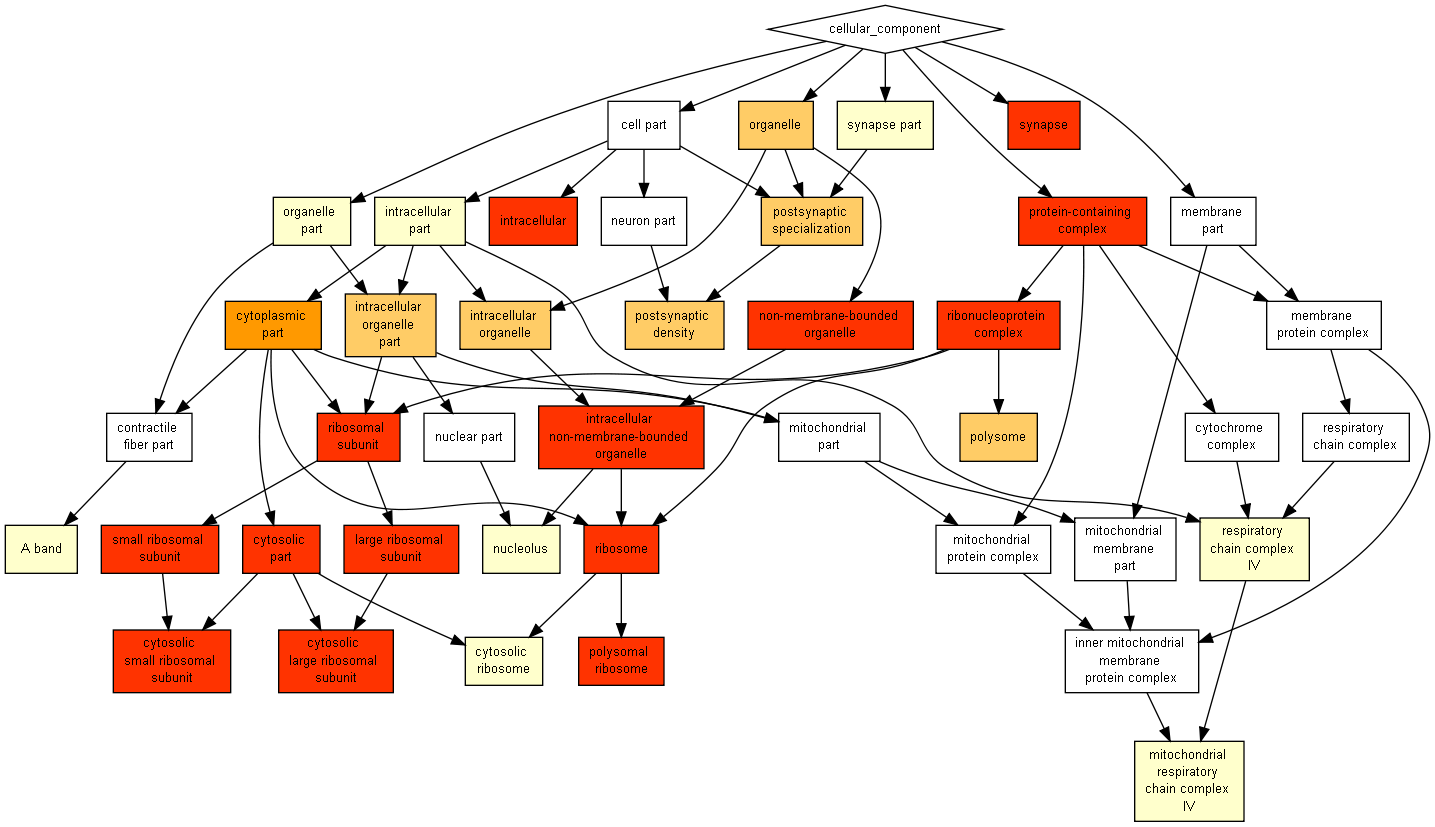 cellular_component
cell part
organelle
synapse part
synapse
organelle
part
intracellular
part
intracellular
neuron part
postsynaptic
specialization
protein-containing
complex
membrane
part
cytoplasmic
part
intracellular
organelle
part
intracellular
organelle
postsynaptic
density
non-membrane-bounded
organelle
ribonucleoprotein
complex
membrane
protein complex
contractile
fiber part
ribosomal
subunit
nuclear part
intracellular
non-membrane-bounded
organelle
mitochondrial
part
polysome
cytochrome
complex
respiratory
chain complex
A band
small ribosomal
subunit
cytosolic
part
large ribosomal
subunit
nucleolus
ribosome
mitochondrial
protein complex
mitochondrial
membrane
part
respiratory
chain complex
IV
cytosolic
small ribosomal
subunit
cytosolic
large ribosomal
subunit
cytosolic
ribosome
polysomal
ribosome
inner mitochondrial
membrane
protein complex
mitochondrial
respiratory
chain complex
IV